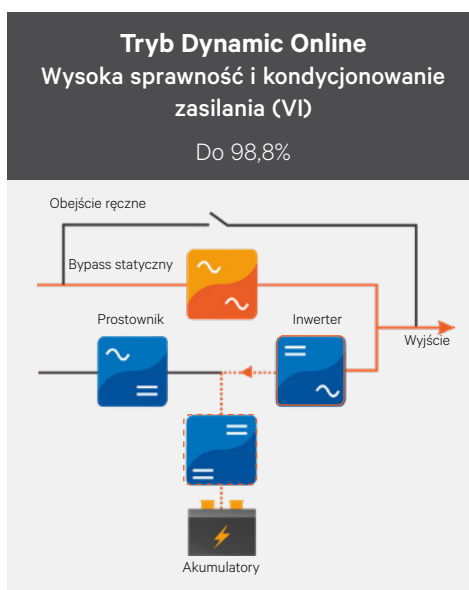 Tryb Dynamic Online
Wysoka sprawność i kondycjonowanie
zasilania (VI)
Do 98,8%
Obejście ręczne
Bypass statyczny
Prostownik
Inwerter
Wyjście
Akumulatory